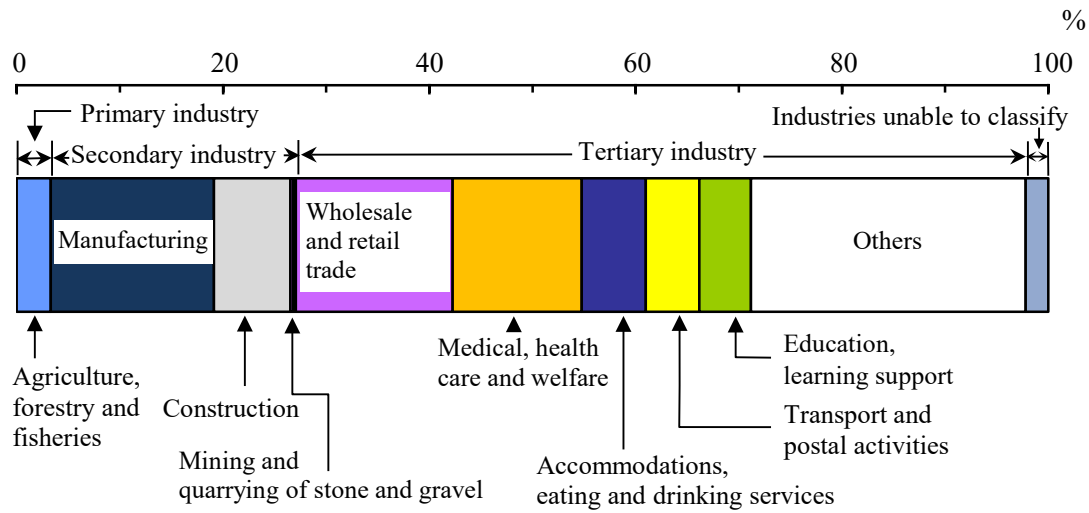 %
0 20 40 60 80 100
Primary industry
Industries unable to classify
Secondary industry
Tertiary industry
Manufacturing
Wholesale
and retail
trade
Others
Agriculture,
forestry and
fisheries
Construction
Mining and
quarrying of stone and gravel
Medical, health
care and welfare
Accommodations,
eating and drinking services
Education,
learning support
Transport and
postal activities